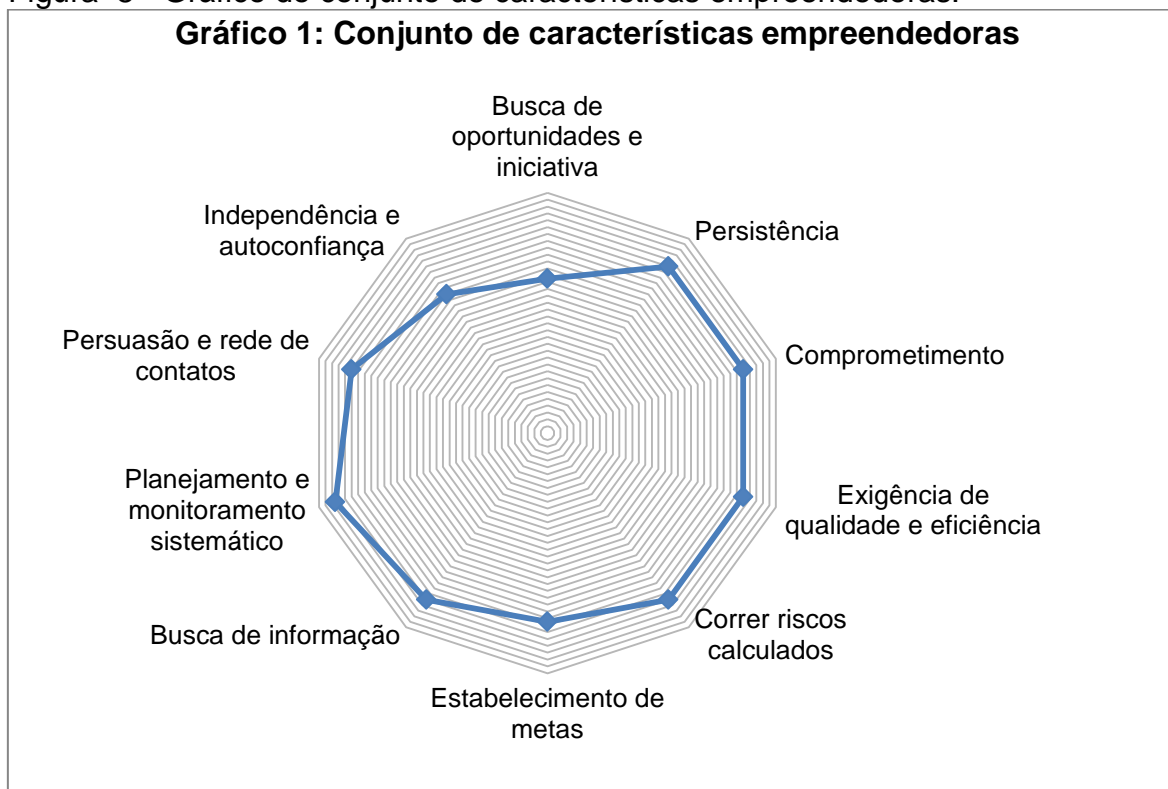 Gráfico 1: Conjunto de características empreendedoras
Busca de
oportunidades e
iniciativa
Persistência
Comprometimento
Exigência de
qualidade e eficiência
Correr riscos
calculados
Estabelecimento de
metas
Busca de informação
Planejamento e
monitoramento
sistemático
Persuasão e rede de
contatos
Independência e
autoconfiança